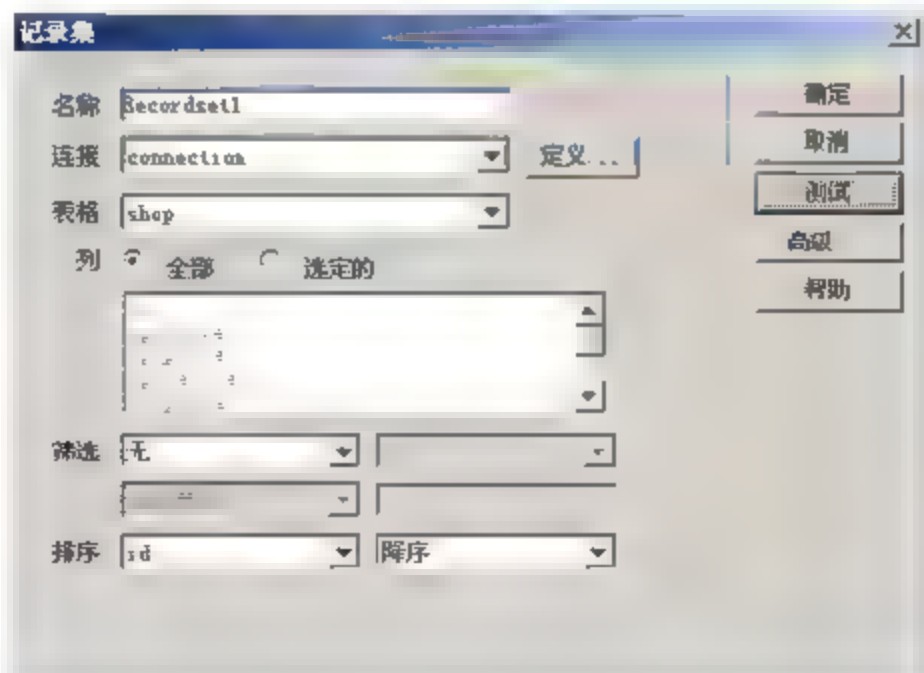 记录集
名称 Recordset1 确定
连接 connection 定义... 取消
表格 shop 测试
列 全部 选定的 高级
帮助
筛选 无
排序 id 降序